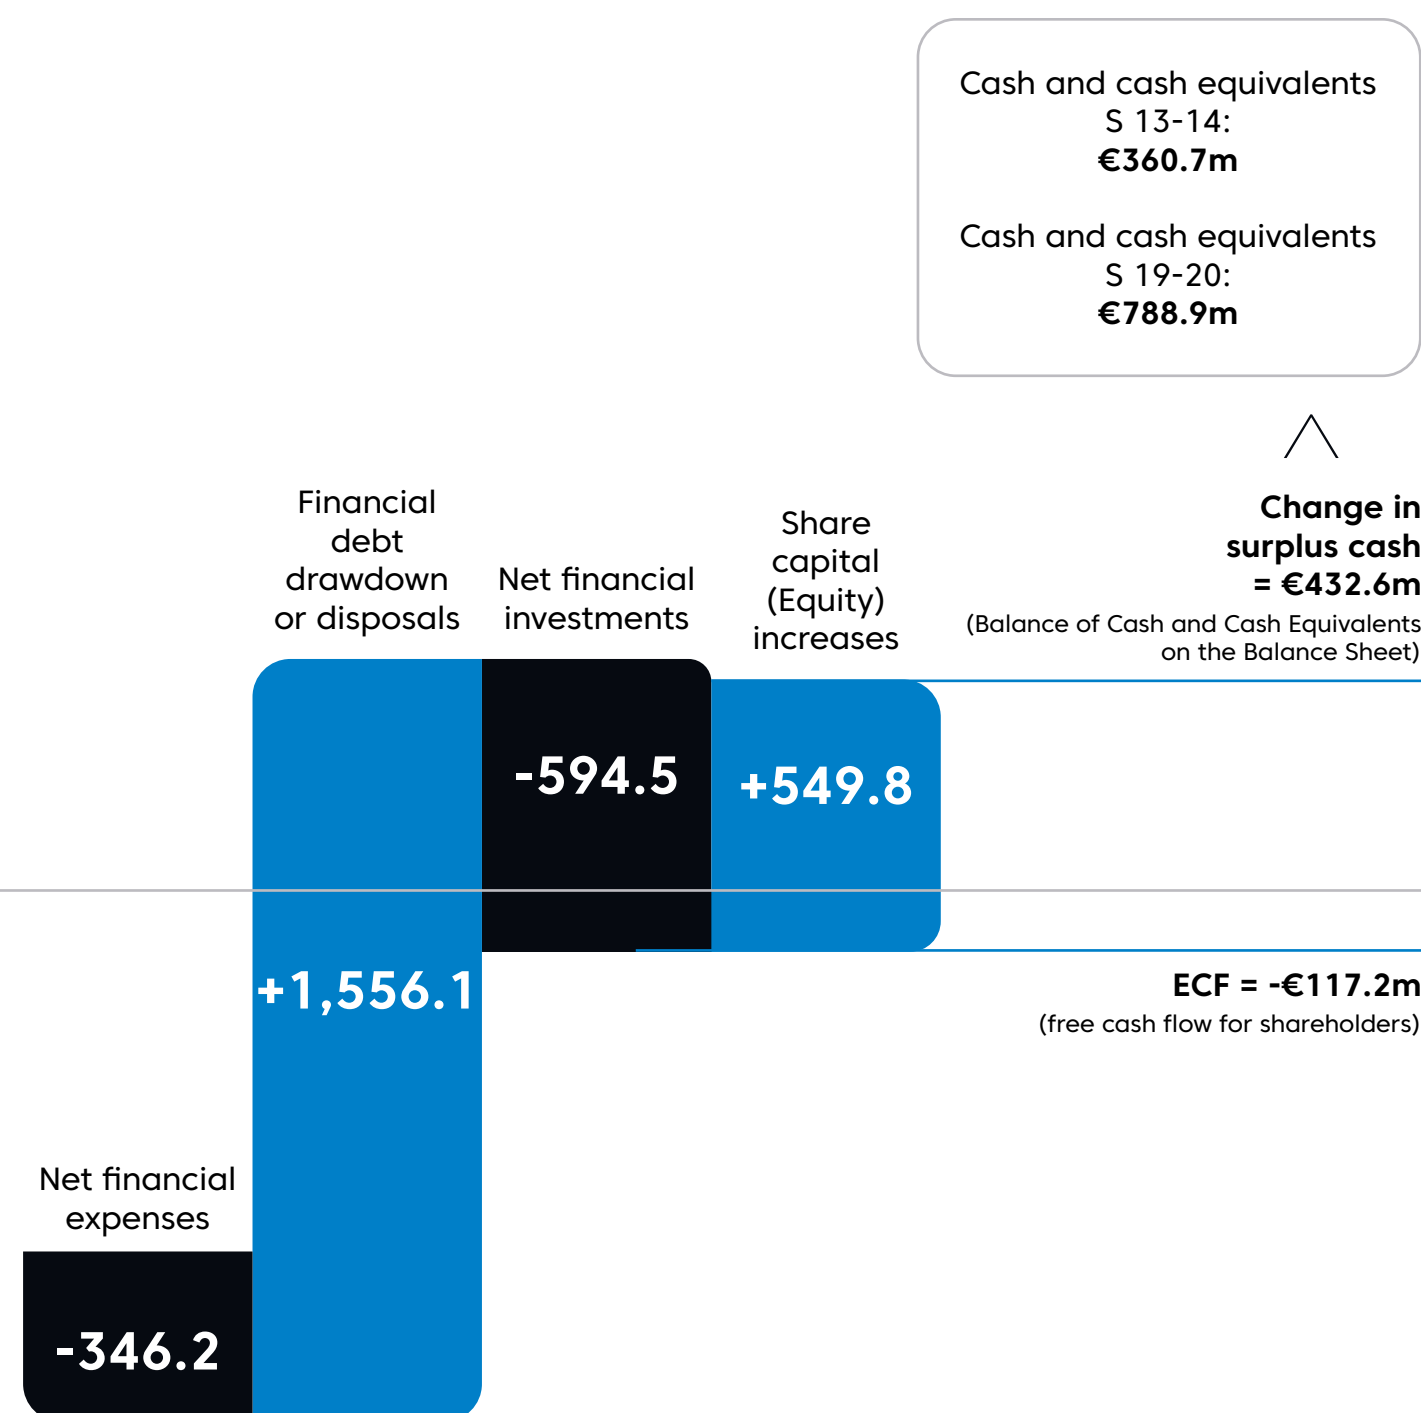 Cash and cash equivalents
S 13-14:
€360.7m
Cash and cash equivalents
S 19-20:
€788.9m
Financial
debt
drawdown
or disposals
Net financial
investments
Share
capital
(Equity)
increases
Change in
surplus cash
= €432.6m
(Balance of Cash and Cash Equivalents
on the Balance Sheet)
-594.5
+549.8
+1,556.1
ECF = -€117.2m
(free cash flow for shareholders)
Net financial
expenses
-346.2